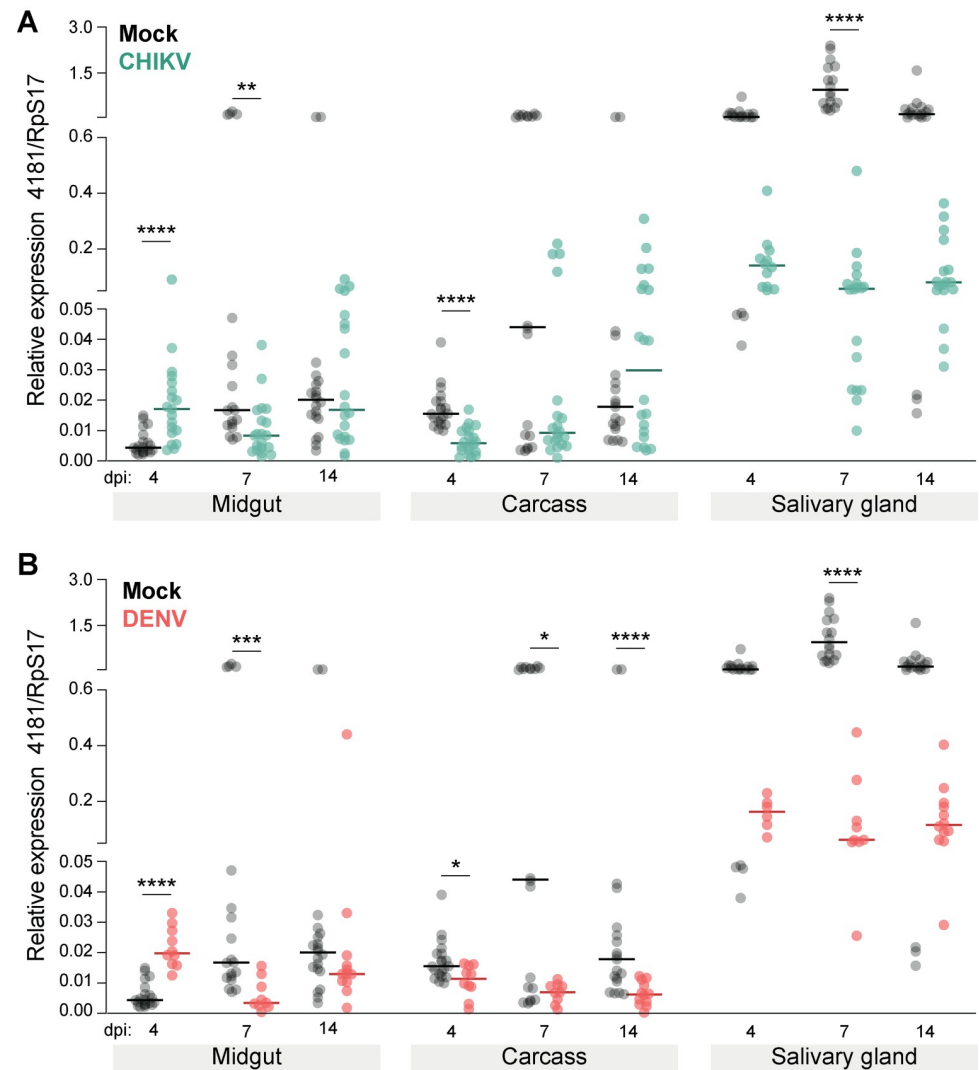 A
Mock
CHIKV
Relative expression 4181/RpS17
3.0
1.5
0.6
0.4
0.2
0.05
0.04
0.03
0.02
0.01
0.00
****
**
****
****
dpi: 4 7 14 4 7 14 4 7 14
Midgut Carcass Salivary gland
B
Mock
DENV
Relative expression 4181/RpS17
3.0
1.5
0.6
0.4
0.2
0.05
0.04
0.03
0.02
0.01
0.00
****
***
*
*
****
****
dpi: 4 7 14 4 7 14 4 7 14
Midgut Carcass Salivary gland